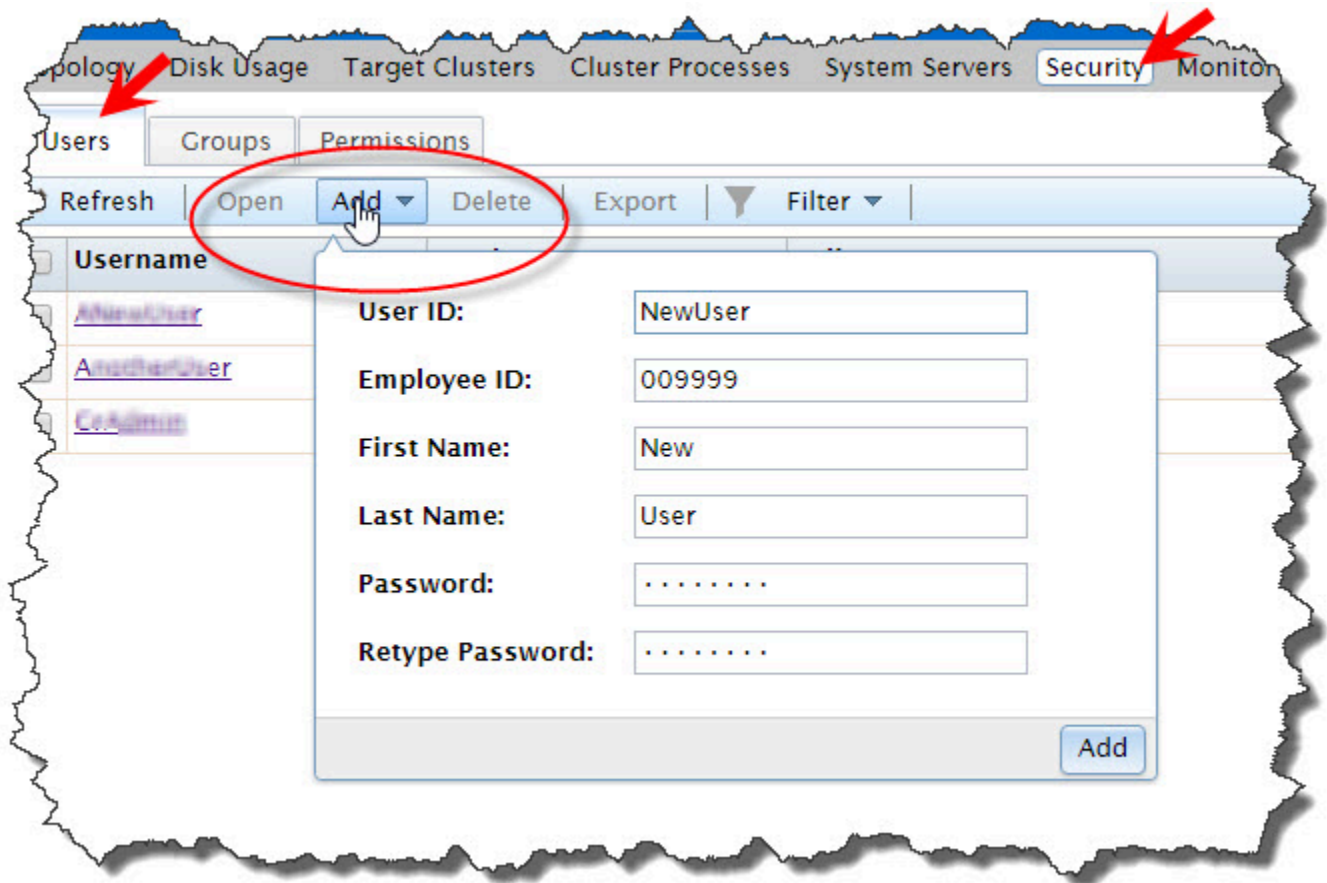 pology Disk Usage Target Clusters Cluster Processes System Servers Security Monitor
Users Groups Permissions
Refresh Open Add Delete Export Filter
Username
User ID: NewUser
AnotherUser
Employee ID: 009999
First Name: New
Last Name: User
Password: ········
Retype Password: ········
Add